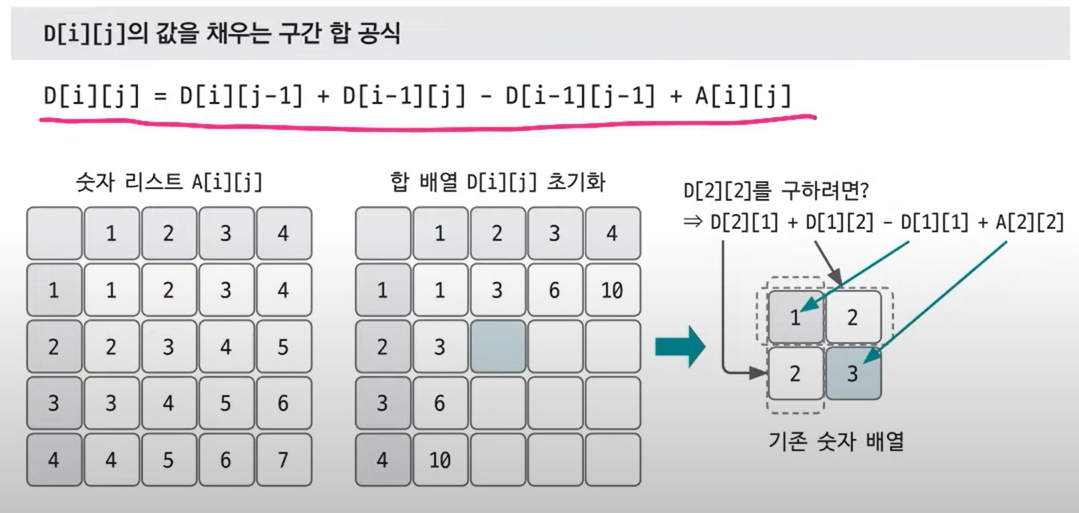 D[i][j]의 값을 채우는 구간 합 공식
D[i][j] = D[i][j-1] + D[i-1][j] - D[i-1][j-1] + A[i][j]
숫자 리스트 A[i][j]
1 2 3 4
1 1 2 3 4
2 2 3 4 5
3 3 4 5 6
4 4 5 6 7
합 배열 D[i][j] 초기화
1 2 3 4
1 1 3 6 10
2 3
3 6
4 10
D[2][2]를 구하려면?
⇒ D[2][1] + D[1][2] - D[1][1] + A[2][2]
1 2
2 3
기존 숫자 배열